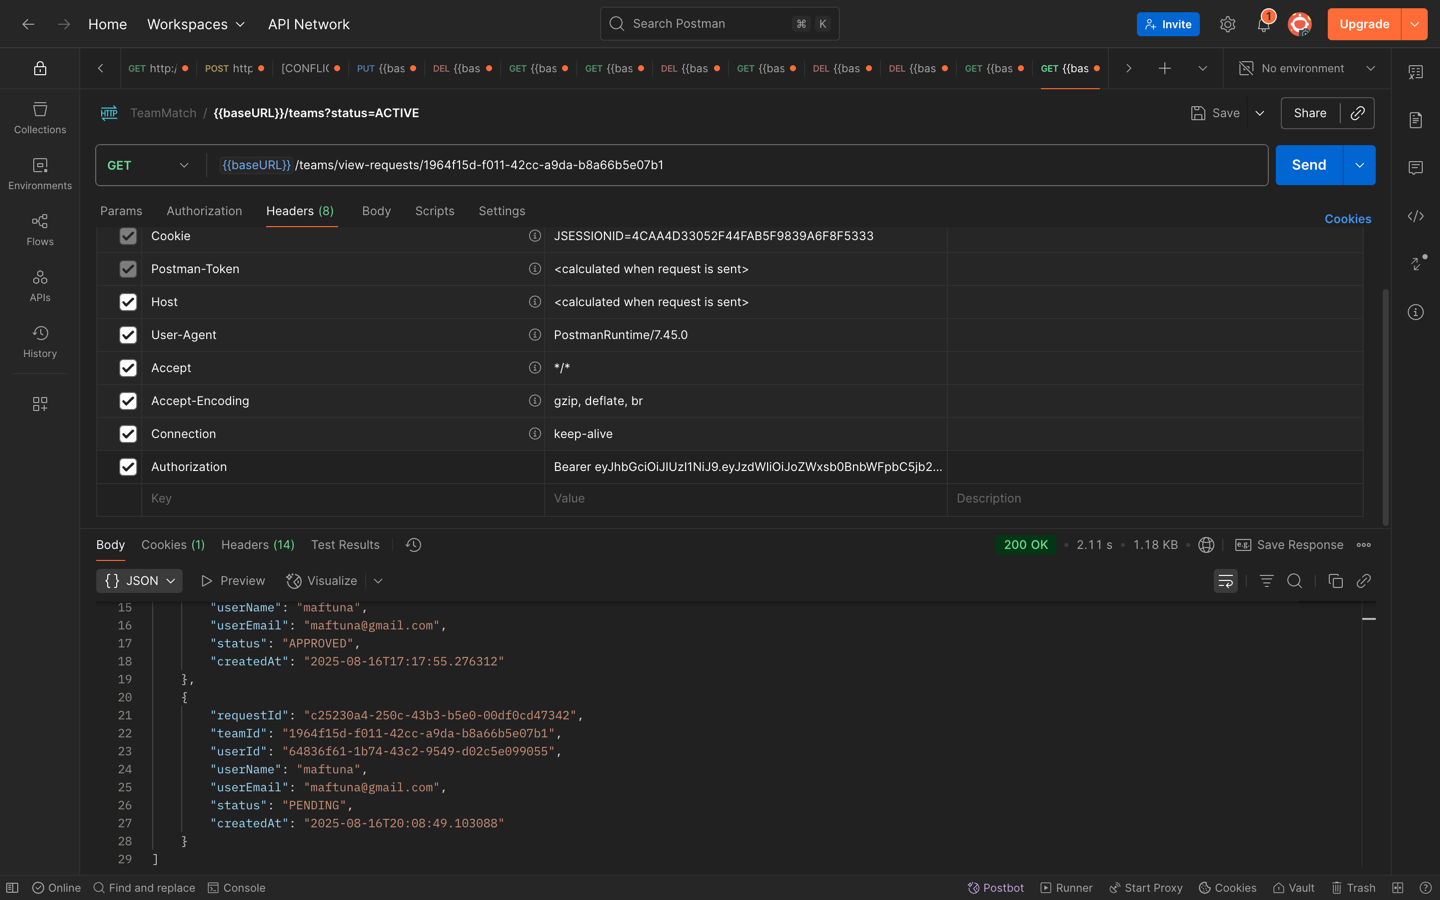 Home Workspaces API Network Search Postman ⌘ K Invite 1 Upgrade
GET http:/ POST http [CONFLIC PUT {{bas DEL {{bas GET {{bas GET {{bas DEL {{bas GET {{bas DEL {{bas DEL {{bas GET {{bas GET {{bas No environment
HTTP TeamMatch / {{baseURL}}/teams?status=ACTIVE Save Share
Collections
Environments
Flows
APIs
History
GET {{baseURL}} /teams/view-requests/1964f15d-f011-42cc-a9da-b8a66b5e07b1 Send
Params Authorization Headers (8) Body Scripts Settings Cookies
Cookie JSESSIONID=4CAA4D33052F44FAB5F9839A6F8F5333
Postman-Token <calculated when request is sent>
Host <calculated when request is sent>
User-Agent PostmanRuntime/7.45.0
Accept */*
Accept-Encoding gzip, deflate, br
Connection keep-alive
Authorization Bearer eyJhbGciOiJIUzI1NiJ9.eyJzdWIiOiJoZWxsb0BnbWFpbC5jb2...
Key Value Description
Body Cookies (1) Headers (14) Test Results 200 OK • 2.11 s • 1.18 KB • e.g. Save Response
{} JSON Preview Visualize
15 "userName": "maftuna",
16 "userEmail": "maftuna@gmail.com",
17 "status": "APPROVED",
18 "createdAt": "2025-08-16T17:17:55.276312"
19 },
20 {
21 "requestId": "c25230a4-250c-43b3-b5e0-00df0cd47342",
22 "teamId": "1964f15d-f011-42cc-a9da-b8a66b5e07b1",
23 "userId": "64836f61-1b74-43c2-9549-d02c5e099055",
24 "userName": "maftuna",
25 "userEmail": "maftuna@gmail.com",
26 "status": "PENDING",
27 "createdAt": "2025-08-16T20:08:49.103088"
28 }
29 ]
Online Find and replace Console Postbot Runner Start Proxy Cookies Vault Trash